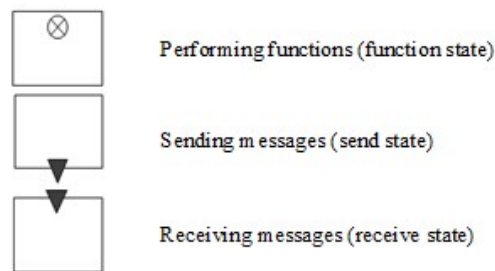 Performing functions (function state)
Sending messages (send state)
Receiving messages (receive state)